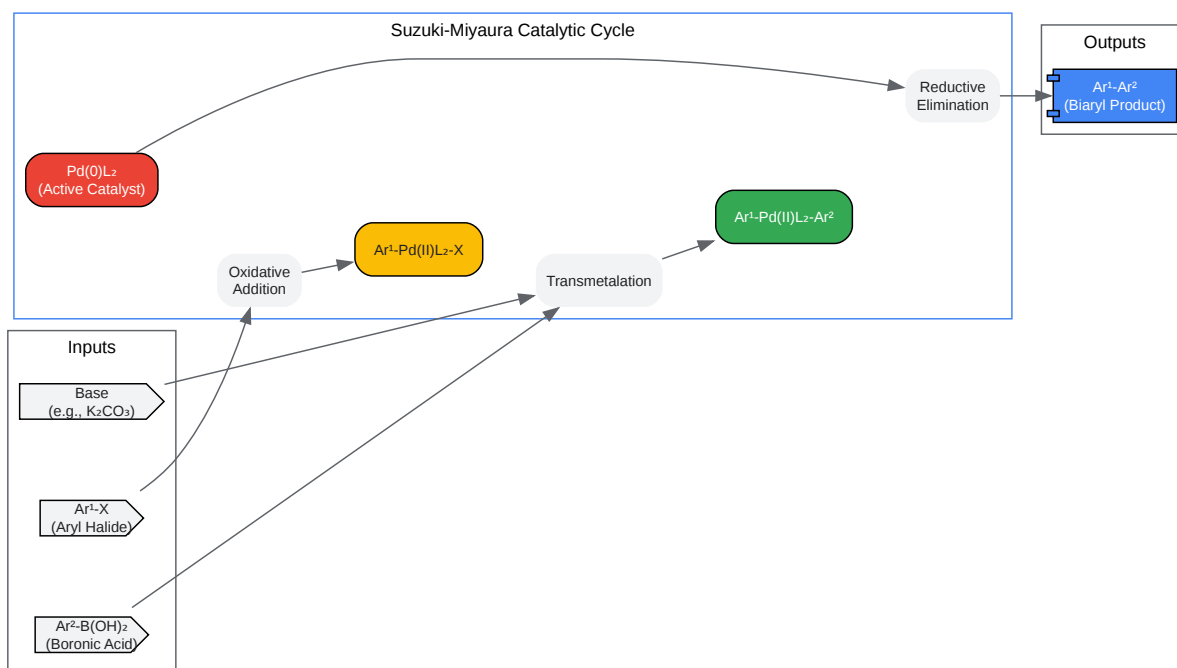 Suzuki-Miyaura Catalytic Cycle
Outputs
Reductive
Elimination
Ar¹-Ar²
(Biaryl Product)
Pd(0)L₂
(Active Catalyst)
Ar¹-Pd(II)L₂-Ar²
Ar¹-Pd(II)L₂-X
Oxidative
Addition
Transmetalation
Inputs
Base
(e.g., K₂CO₃)
Ar¹-X
(Aryl Halide)
Ar²-B(OH)₂
(Boronic Acid)